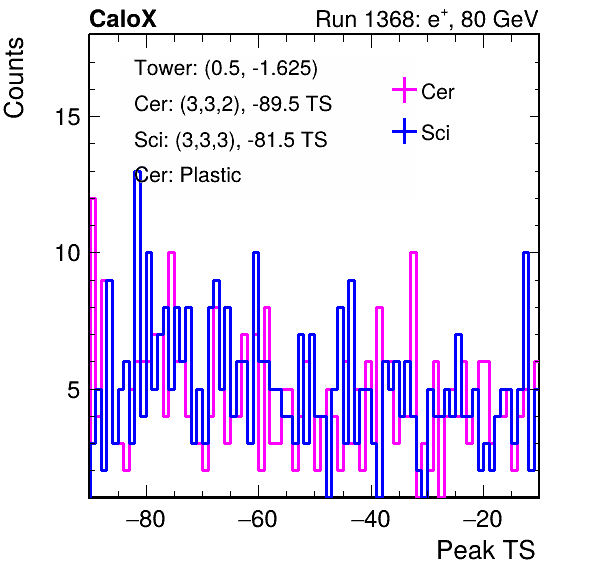 CaloX Run 1368: e⁺, 80 GeV
Counts
Tower: (0.5, -1.625)
Cer: (3,3,2), -89.5 TS
Sci: (3,3,3), -81.5 TS
Cer: Plastic
Cer
Sci
15
10
5
−80 −60 −40 −20
Peak TS